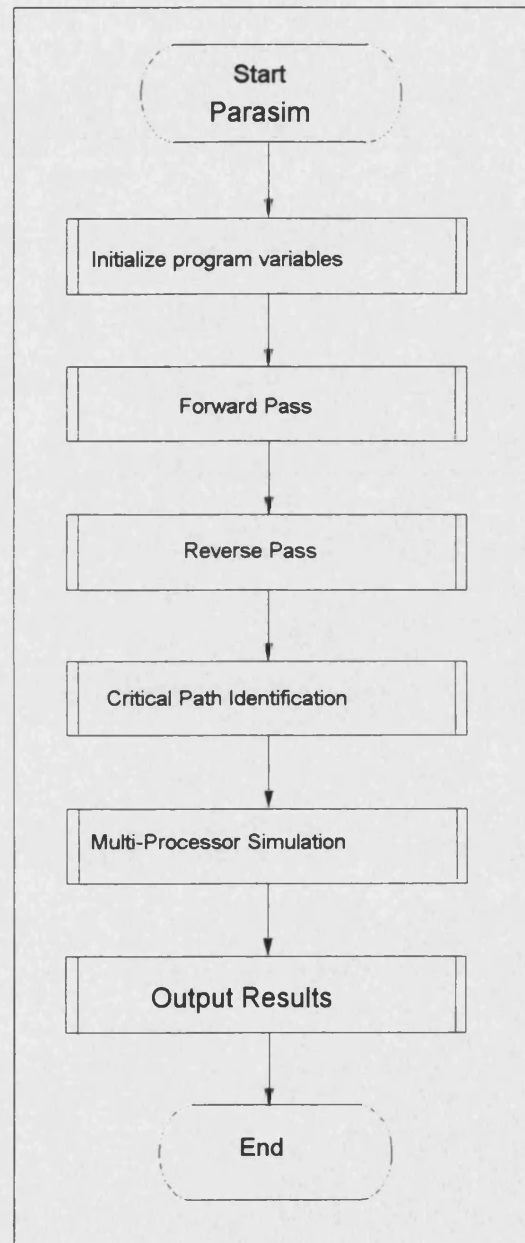 Start
Parasim
Initialize program variables
Forward Pass
Reverse Pass
Critical Path Identification
Multi-Processor Simulation
Output Results
End